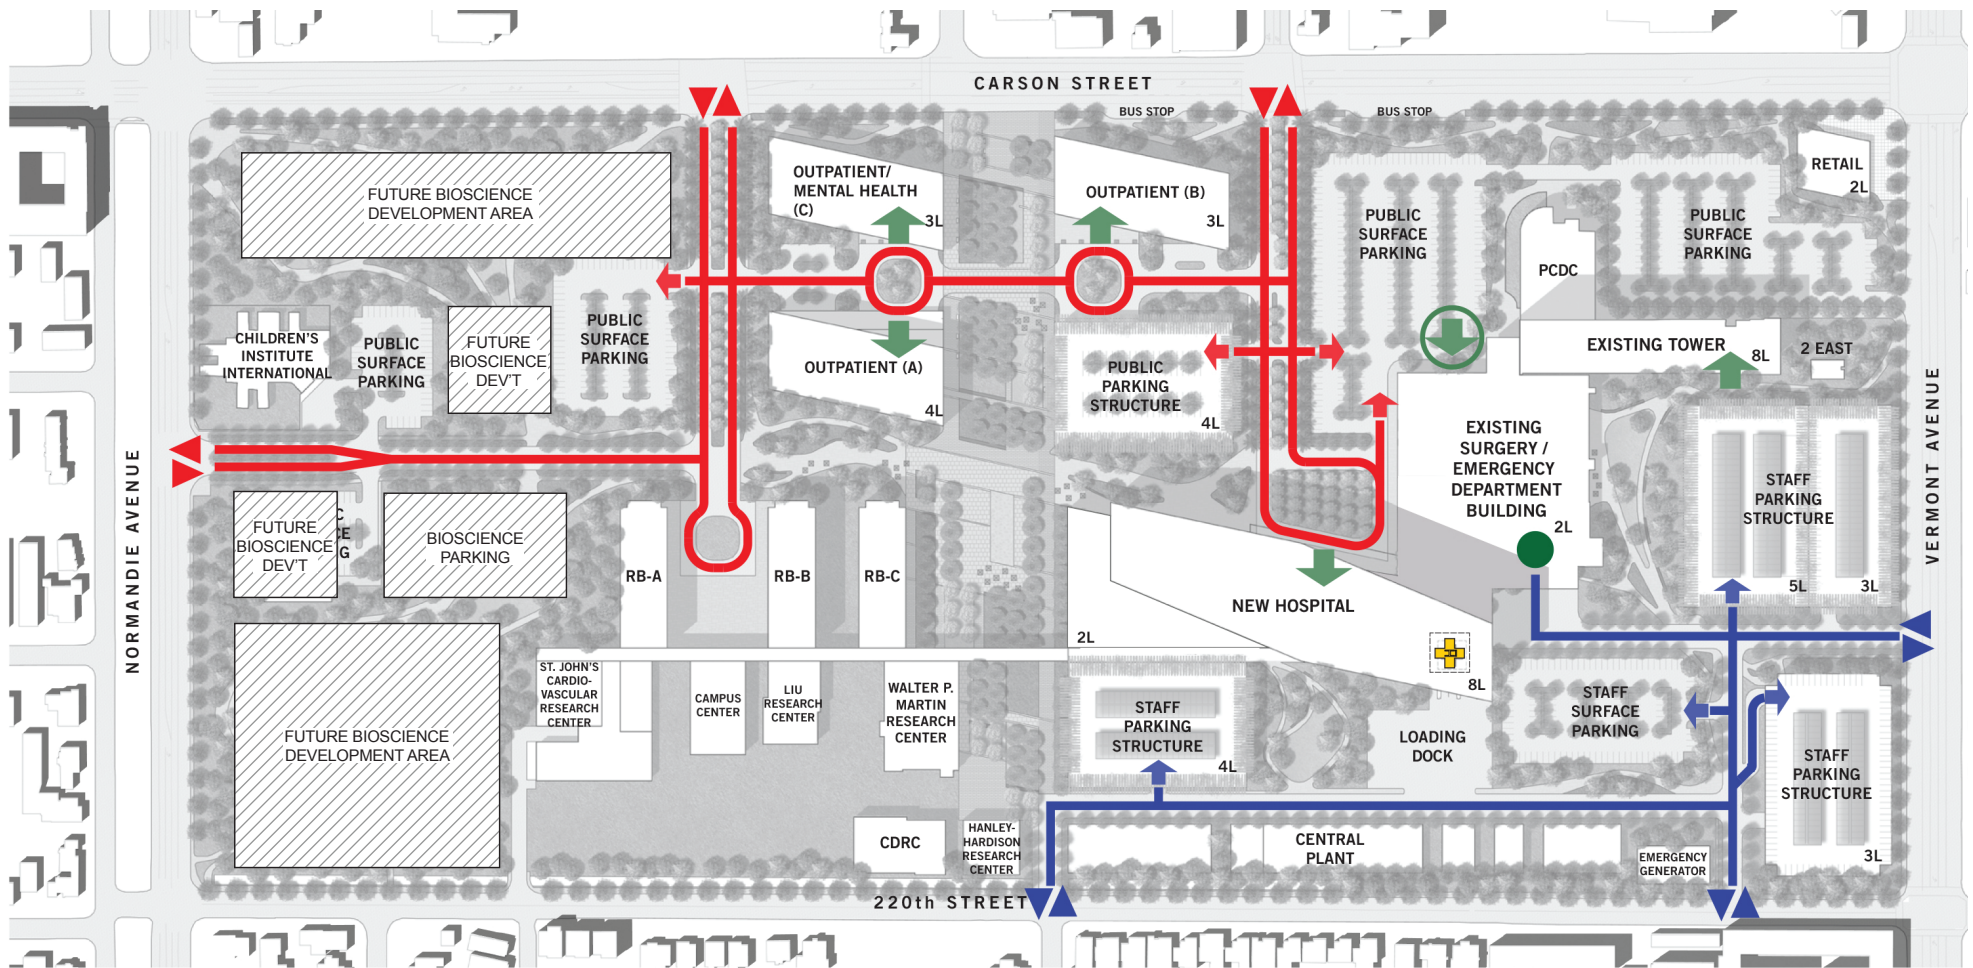 CARSON STREET
BUS STOP
BUS STOP
RETAIL
2L
FUTURE BIOSCIENCE
DEVELOPMENT AREA
OUTPATIENT/
MENTAL HEALTH
(C)
3L
OUTPATIENT (B)
3L
PUBLIC
SURFACE
PARKING
PCDC
PUBLIC
SURFACE
PARKING
CHILDREN'S
INSTITUTE
INTERNATIONAL
PUBLIC
SURFACE
PARKING
FUTURE
BIOSCIENCE
DEV'T
PUBLIC
SURFACE
PARKING
OUTPATIENT (A)
4L
PUBLIC
PARKING
STRUCTURE
4L
EXISTING TOWER
8L
2 EAST
NORMANDIE AVENUE
VERMONT AVENUE
EXISTING
SURGERY /
EMERGENCY
DEPARTMENT
BUILDING
2L
STAFF
PARKING
STRUCTURE
5L
3L
FUTURE
BIOSCIENCE
DEV'T
C
CE
G
BIOSCIENCE
PARKING
RB-A
RB-B
RB-C
NEW HOSPITAL
2L
8L
FUTURE BIOSCIENCE
DEVELOPMENT AREA
ST. JOHN'S
CARDIO-
VASCULAR
RESEARCH
CENTER
CAMPUS
CENTER
LIU
RESEARCH
CENTER
WALTER P.
MARTIN
RESEARCH
CENTER
STAFF
PARKING
STRUCTURE
4L
LOADING
DOCK
STAFF
SURFACE
PARKING
STAFF
PARKING
STRUCTURE
3L
CDRC
HANLEY-
HARDISON
RESEARCH
CENTER
CENTRAL
PLANT
EMERGENCY
GENERATOR
220th STREET